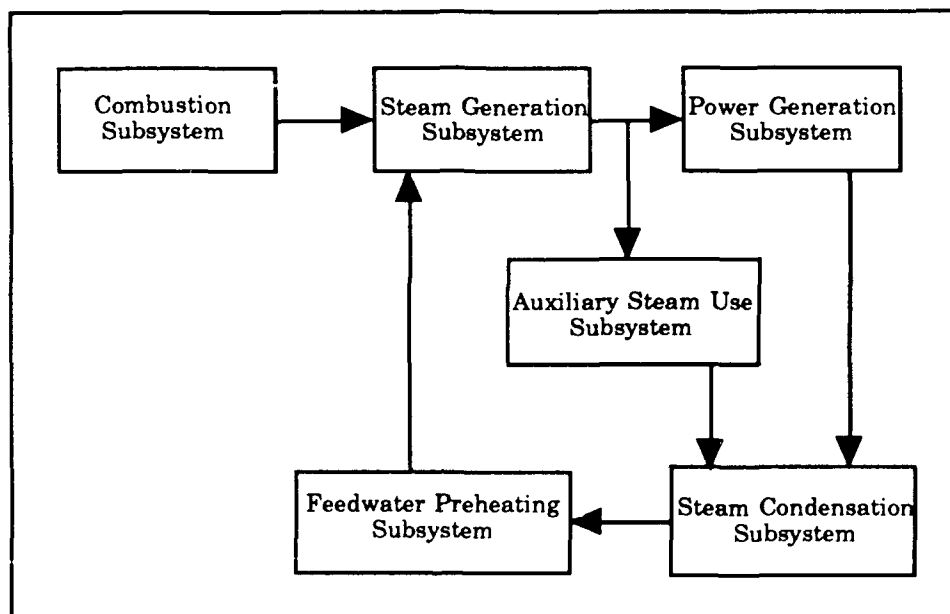 Combustion
Subsystem
Steam Generation
Subsystem
Power Generation
Subsystem
Auxiliary Steam Use
Subsystem
Feedwater Preheating
Subsystem
Steam Condensation
Subsystem